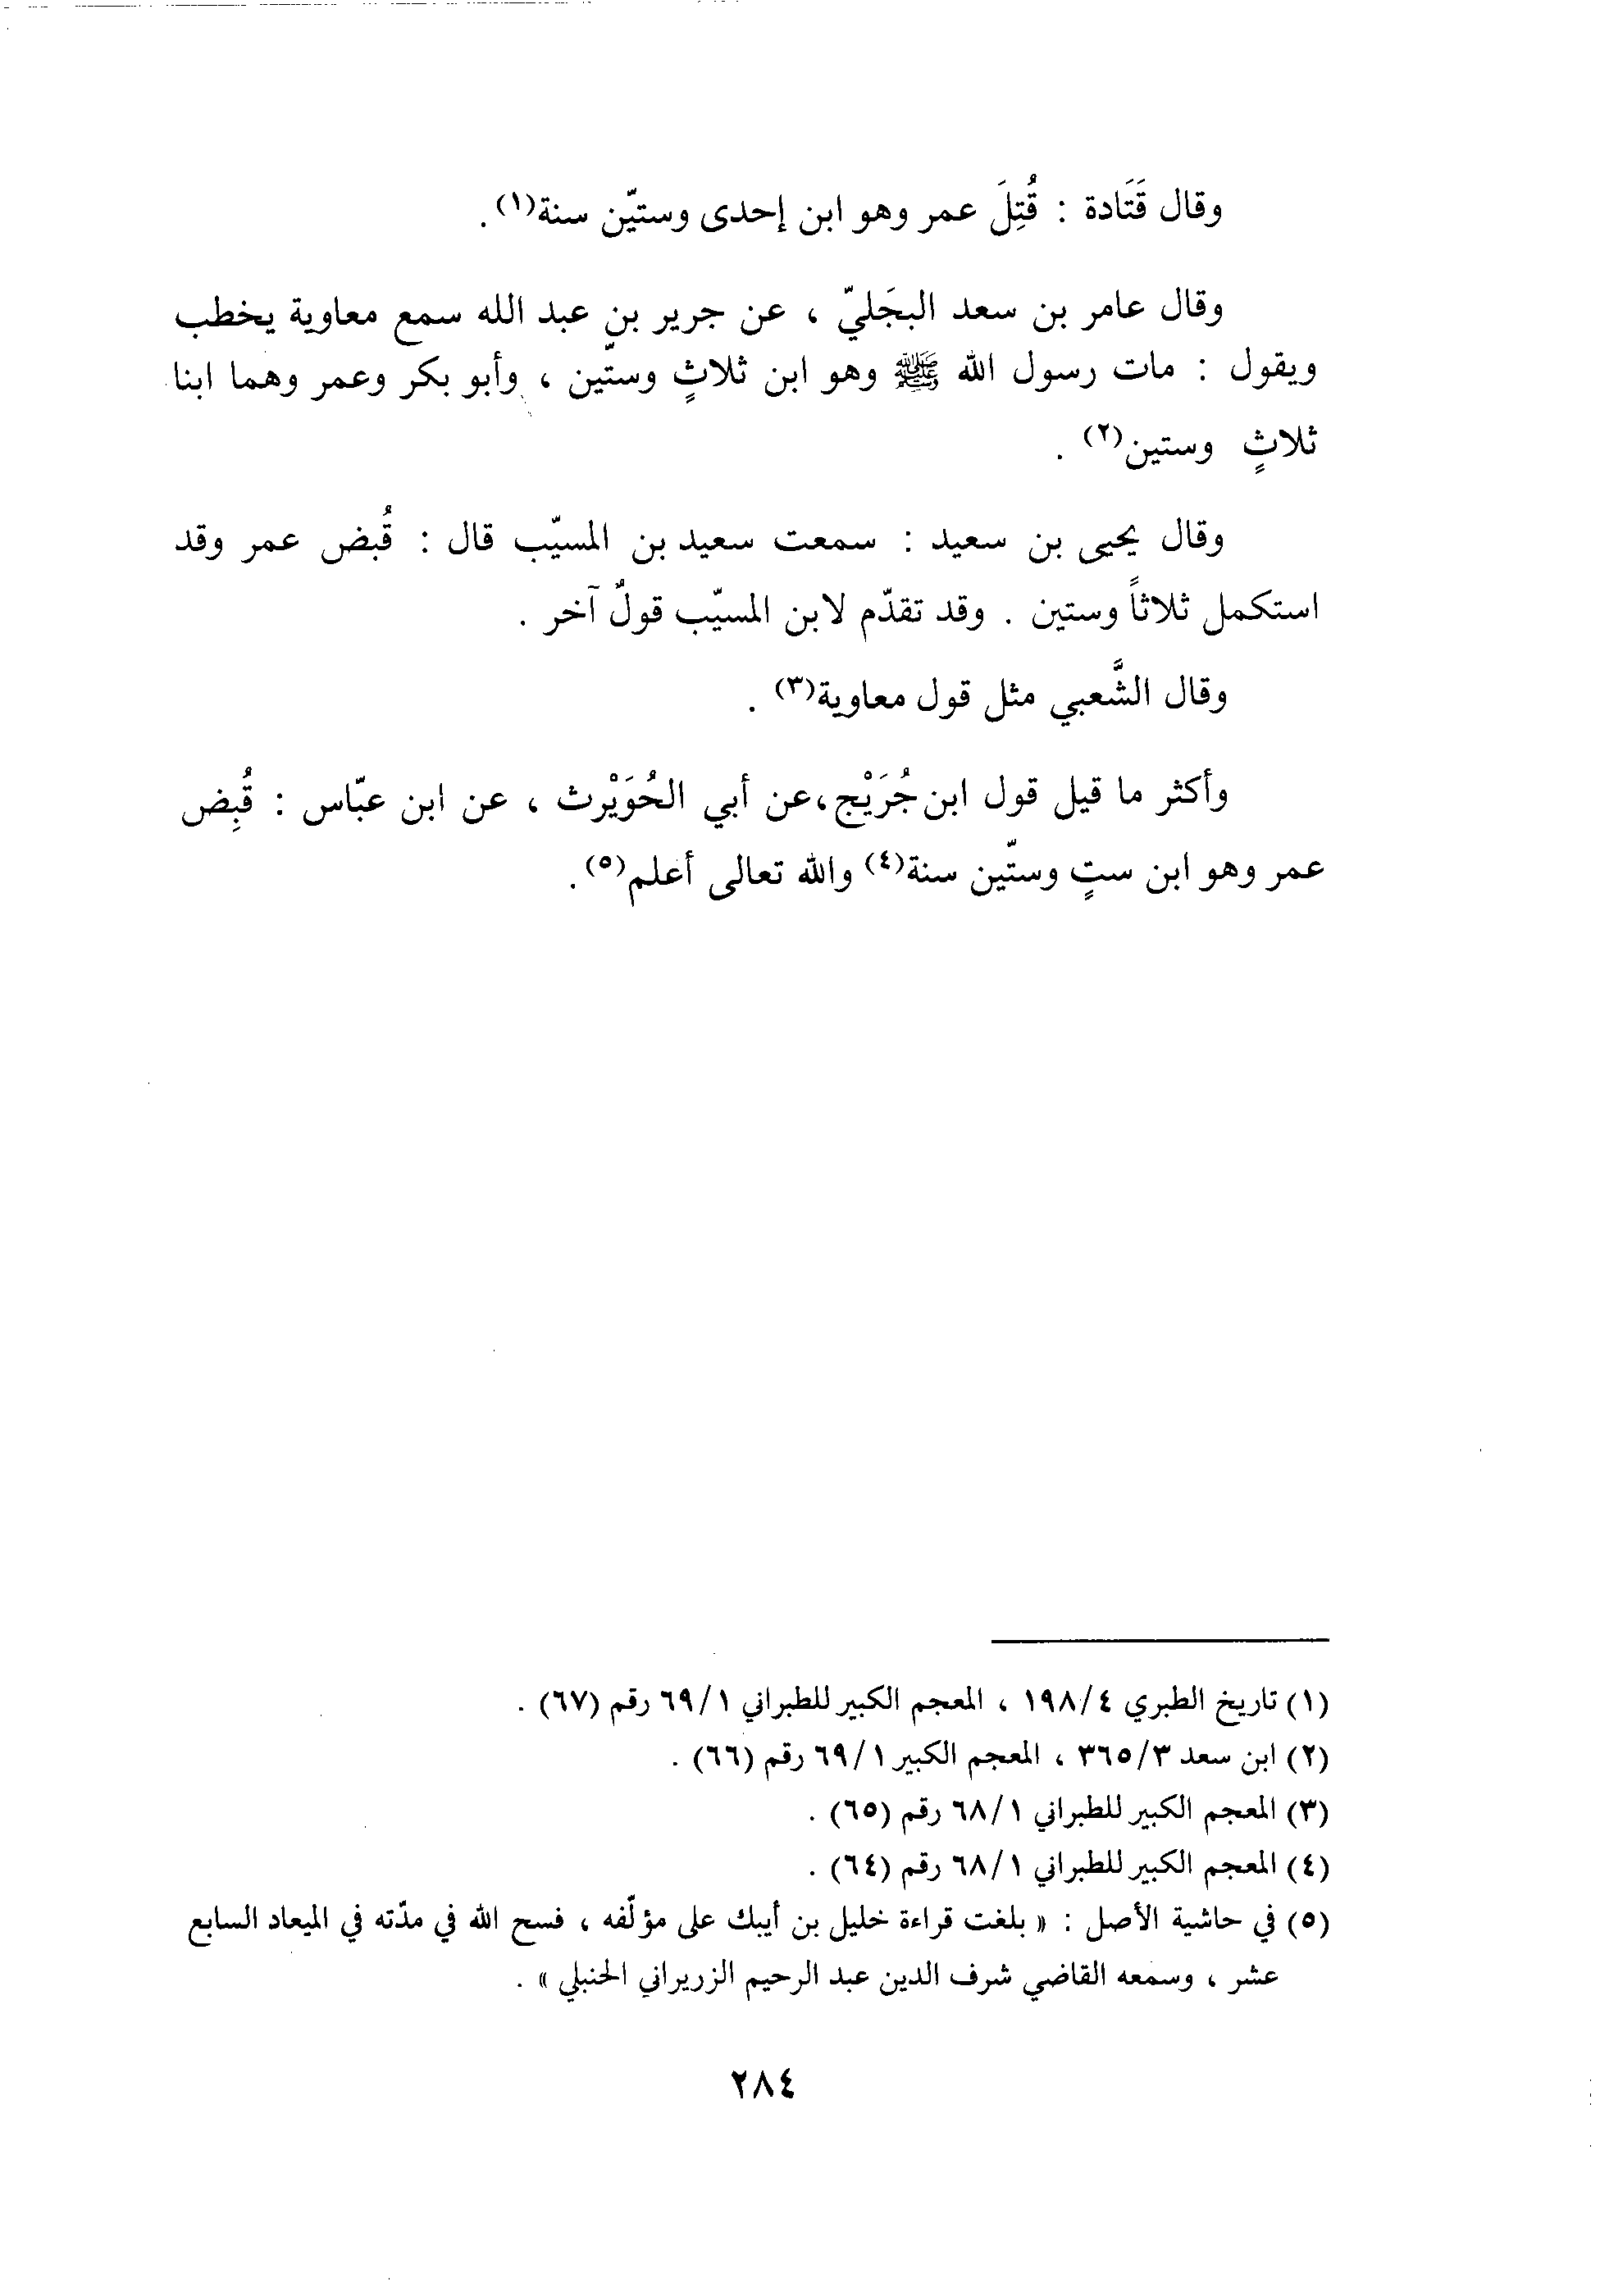 وقال قَتَادة : قُتِلَ عمر وهو ابن إحدى وستّين سنة(١).
وقال عامر بن سعد البجَليّ ، عن جرير بن عبد الله سمع معاوية يخطب
ويقول : مات رسول الله ﷺ وهو ابن ثلاثٍ وستّين ، وأبو بكر وعمر وهما ابنا
ثلاثٍ وستين(٢) .
وقال يحيى بن سعيد : سمعت سعيد بن المسيّب قال : قُبض عمر وقد
استكمل ثلاثاً وستين . وقد تقدّم لابن المسيّب قولٌ آخر .
وقال الشَّعبي مثل قول معاوية(٣) .
وأكثر ما قيل قول ابن جُرَيْج،عن أبي الحُوَيْرث ، عن ابن عبّاس : قُبِض
عمر وهو ابن ستٍ وستّين سنة(٤) والله تعالى أعلم(٥).
(١) تاريخ الطبري ١٩٨/٤ ، المعجم الكبير للطبراني ٦٩/١ رقم (٦٧) .
(٢) ابن سعد ٣٦٥/٣ ، المعجم الكبير ٦٩/١ رقم (٦٦) .
(٣) المعجم الكبير للطبراني ٦٨/١ رقم (٦٥) .
(٤) المعجم الكبير للطبراني ٦٨/١ رقم (٦٤) .
(٥) في حاشية الأصل : « بلغت قراءة خليل بن أيبك على مؤلّفه ، فسح الله في مدّته في الميعاد السابع
عشر ، وسمعه القاضي شرف الدين عبد الرحيم الزريراني الحنبلي » .
٢٨٤